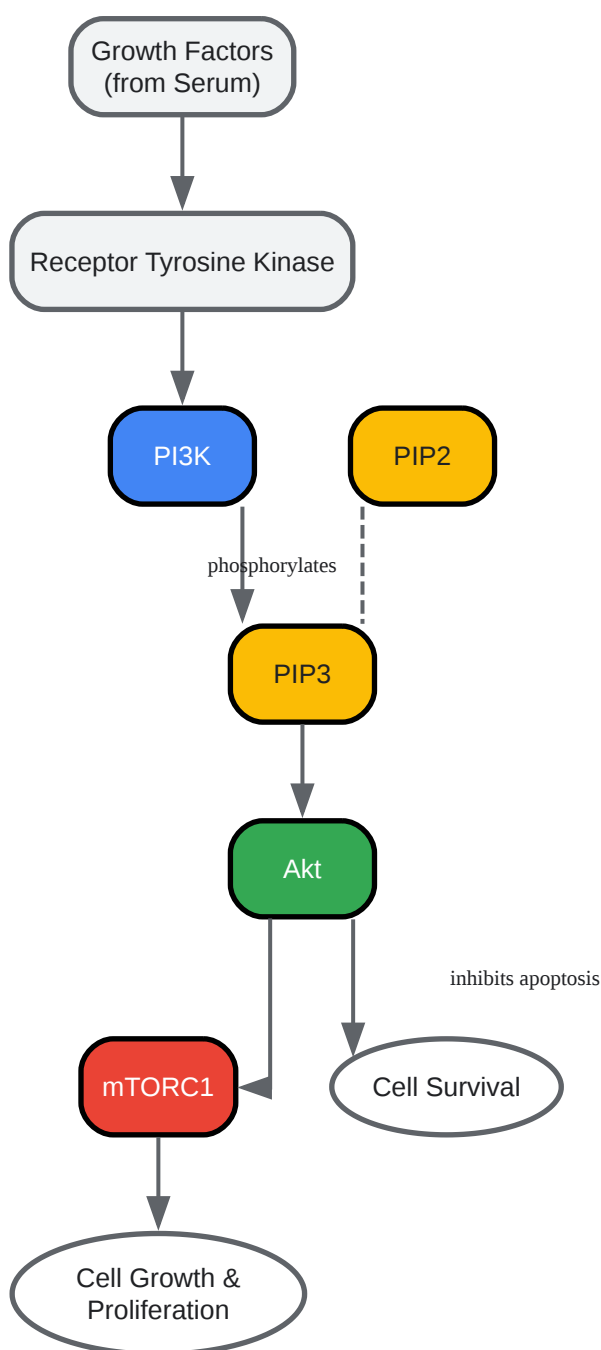 Growth Factors
(from Serum)
Receptor Tyrosine Kinase
PI3K
PIP2
phosphorylates
PIP3
Akt
inhibits apoptosis
mTORC1
Cell Survival
Cell Growth &
Proliferation